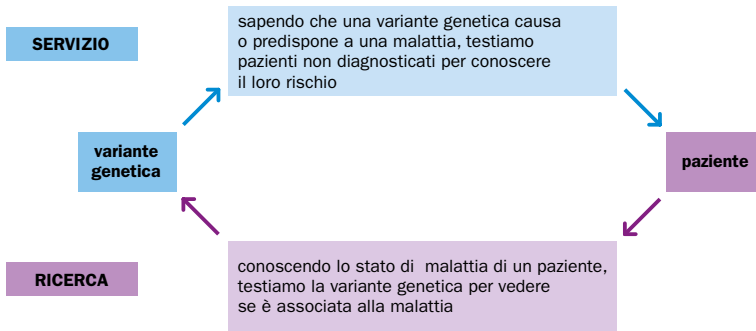 SERVIZIO
sapendo che una variante genetica causa
o predispone a una malattia, testiamo
pazienti non diagnosticati per conoscere
il loro rischio
variante
genetica
paziente
RICERCA
conoscendo lo stato di malattia di un paziente,
testiamo la variante genetica per vedere
se è associata alla malattia